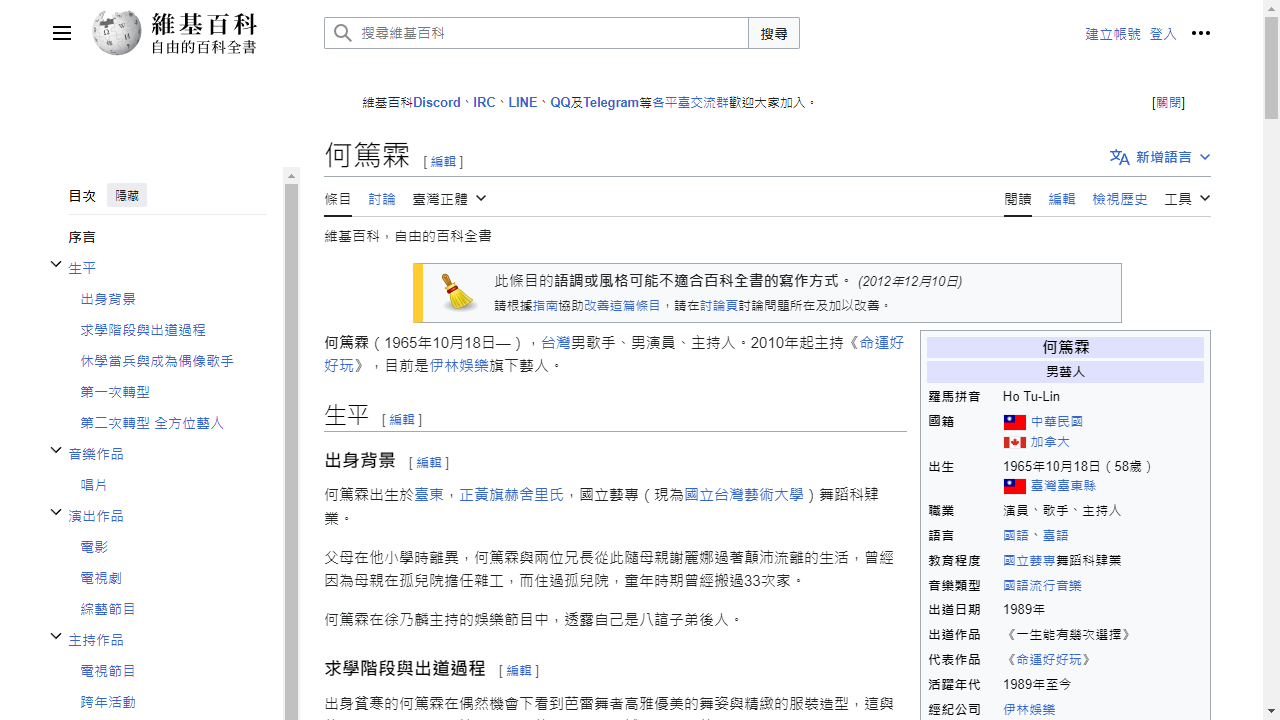 維基百科
自由的百科全書
搜尋維基百科
搜尋
建立帳號 登入
維基百科Discord、IRC、LINE、QQ及Telegram等各平臺交流群歡迎大家加入。
[關閉]
何篤霖 [ 編輯 ]
新增語言
目次 隱藏
序言
生平
出身背景
求學階段與出道過程
休學當兵與成為偶像歌手
第一次轉型
第二次轉型 全方位藝人
音樂作品
唱片
演出作品
電影
電視劇
綜藝節目
主持作品
電視節目
跨年活動
條目 討論 臺灣正體
閱讀 編輯 檢視歷史 工具
維基百科，自由的百科全書
此條目的語調或風格可能不適合百科全書的寫作方式。 (2012年12月10日)
請根據指南協助改善這篇條目，請在討論頁討論問題所在及加以改善。
何篤霖（1965年10月18日—），台灣男歌手、男演員、主持人。2010年起主持《命運好
好玩》，目前是伊林娛樂旗下藝人。
生平 [ 編輯 ]
出身背景 [ 編輯 ]
何篤霖出生於臺東，正黃旗赫舍里氏，國立藝專（現為國立台灣藝術大學）舞蹈科肄
業。
父母在他小學時離異，何篤霖與兩位兄長從此隨母親謝麗娜過著顛沛流離的生活，曾經
因為母親在孤兒院擔任雜工，而住過孤兒院，童年時期曾經搬過33次家。
何篤霖在徐乃麟主持的娛樂節目中，透露自己是八旗子弟後人。
求學階段與出道過程 [ 編輯 ]
出身貧寒的何篤霖在偶然機會下看到芭蕾舞者高雅優美的舞姿與精緻的服裝造型，這與
何篤霖
男藝人
羅馬拼音 Ho Tu-Lin
國籍 中華民國
加拿大
出生 1965年10月18日（58歲）
臺灣臺東縣
職業 演員、歌手、主持人
語言 國語、臺語
教育程度 國立藝專舞蹈科肄業
音樂類型 國語流行音樂
出道日期 1989年
出道作品 《一生能有幾次選擇》
代表作品 《命運好好玩》
活躍年代 1989年至今
經紀公司 伊林娛樂